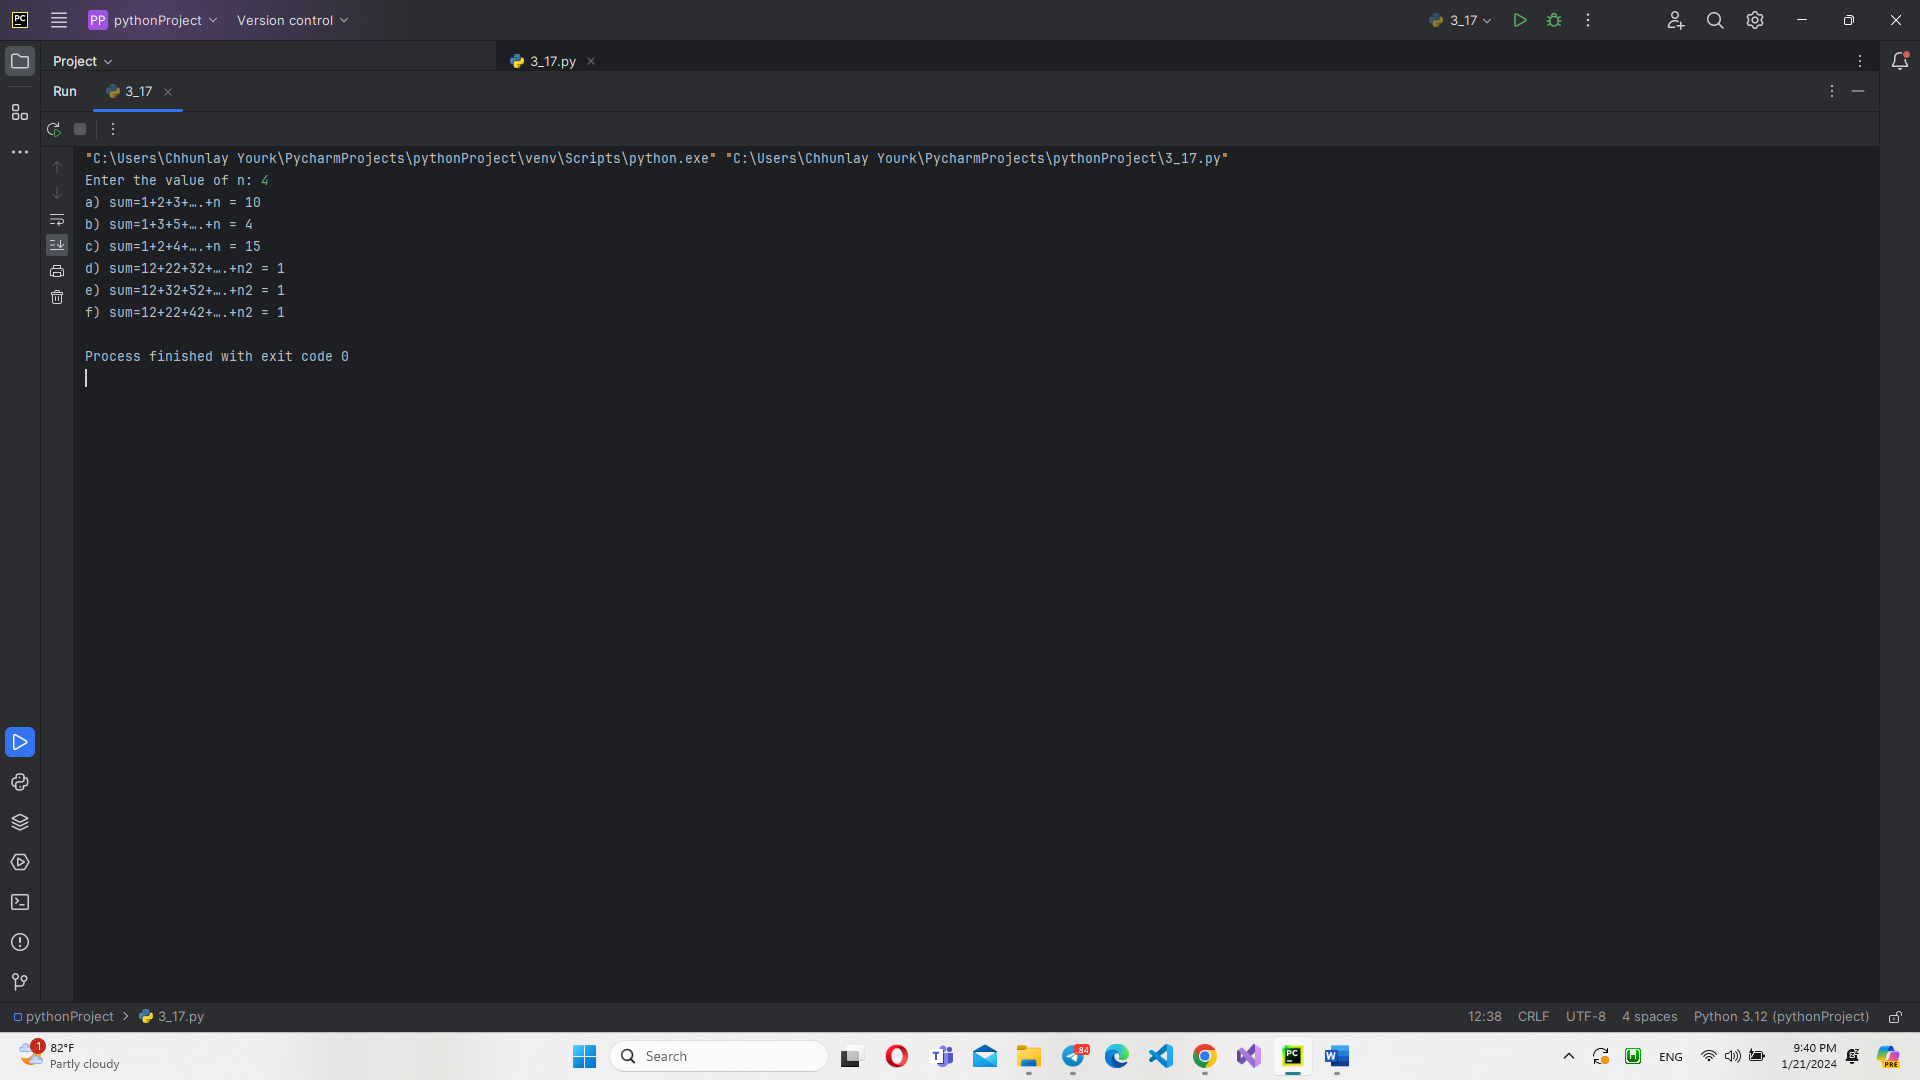 PC PP pythonProject Version control 3_17
Project 3_17.py
Run 3_17
"C:\Users\Chhunlay Yourk\PycharmProjects\pythonProject\venv\Scripts\python.exe" "C:\Users\Chhunlay Yourk\PycharmProjects\pythonProject\3_17.py"
Enter the value of n: 4
a) sum=1+2+3+….+n = 10
b) sum=1+3+5+….+n = 4
c) sum=1+2+4+….+n = 15
d) sum=12+22+32+….+n2 = 1
e) sum=12+32+52+….+n2 = 1
f) sum=12+22+42+….+n2 = 1
Process finished with exit code 0
pythonProject 3_17.py 12:38 CRLF UTF-8 4 spaces Python 3.12 (pythonProject)
1 82°F
Partly cloudy
Search
84
PC
ENG
9:40 PM
1/21/2024
PRE